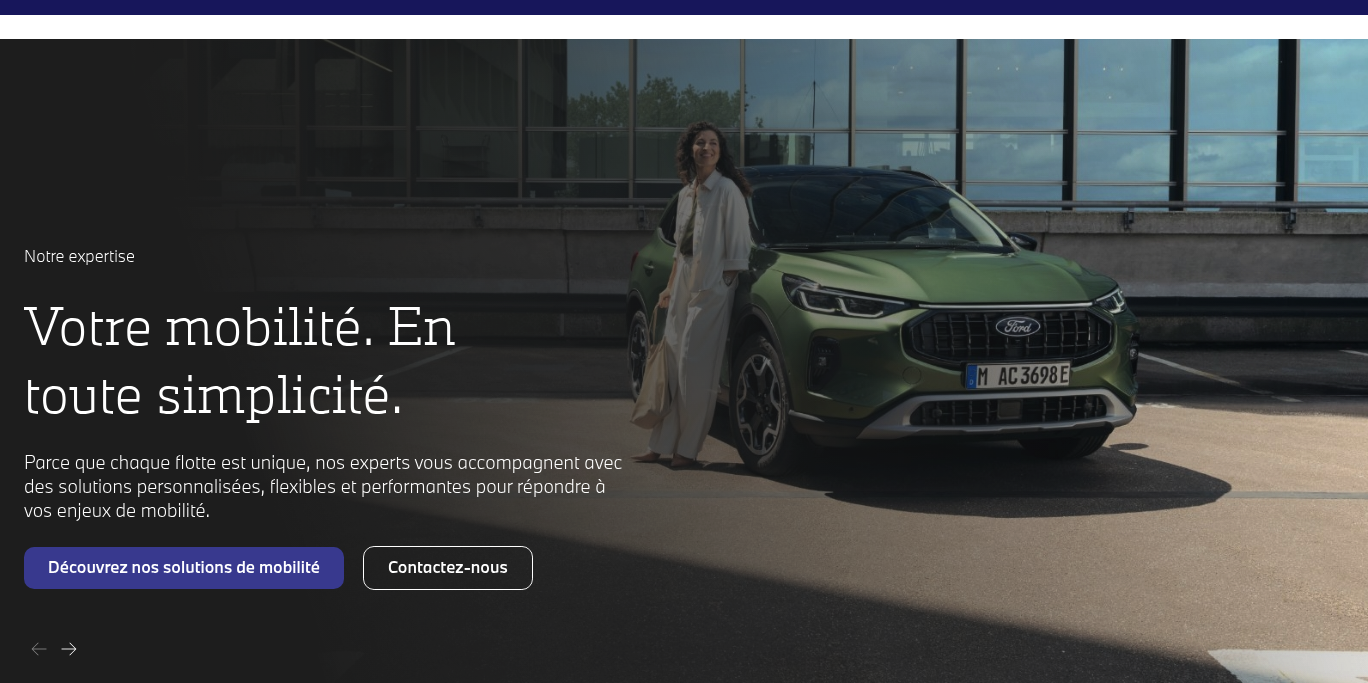 Notre expertise
Votre mobilité. En
toute simplicité.
Parce que chaque flotte est unique, nos experts vous accompagnent avec
des solutions personnalisées, flexibles et performantes pour répondre à
vos enjeux de mobilité.
Découvrez nos solutions de mobilité
Contactez-nous
Ford
M AC 3698 E